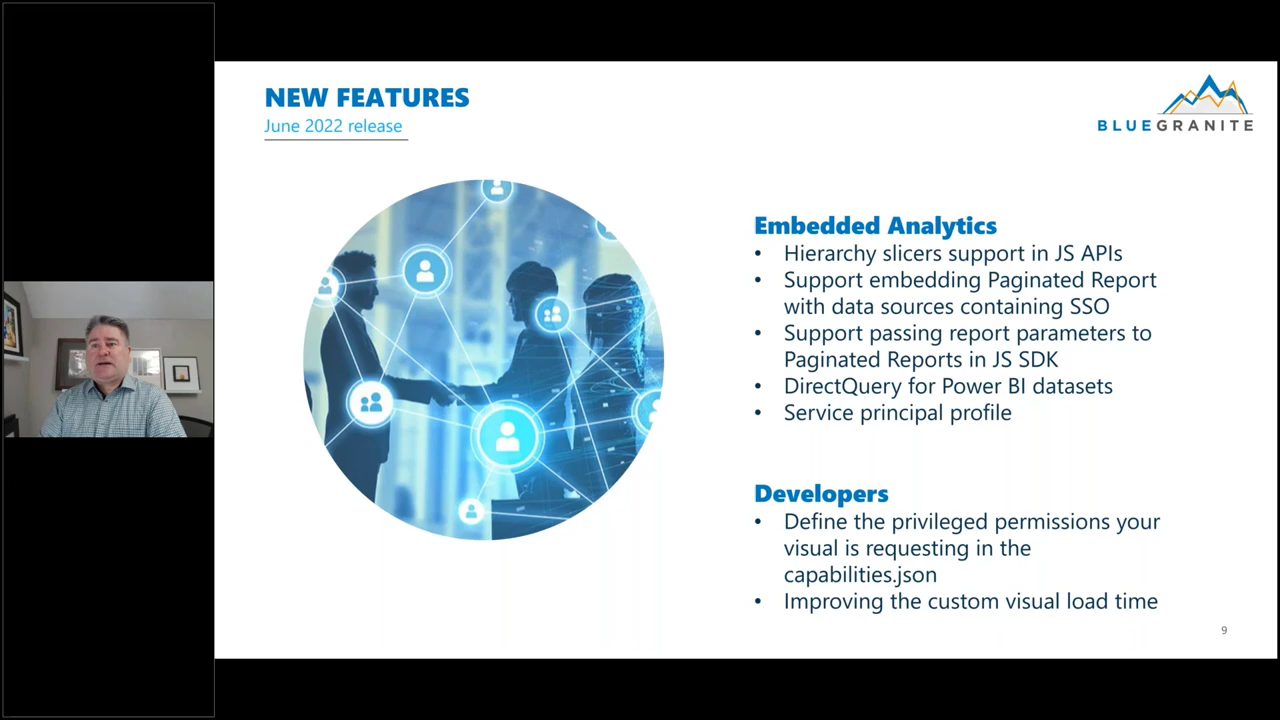 NEW FEATURES
June 2022 release
BLUEGRANITE
Embedded Analytics
• Hierarchy slicers support in JS APIs
• Support embedding Paginated Report
with data sources containing SSO
• Support passing report parameters to
Paginated Reports in JS SDK
• DirectQuery for Power BI datasets
• Service principal profile
Developers
• Define the privileged permissions your
visual is requesting in the
capabilities.json
• Improving the custom visual load time
9